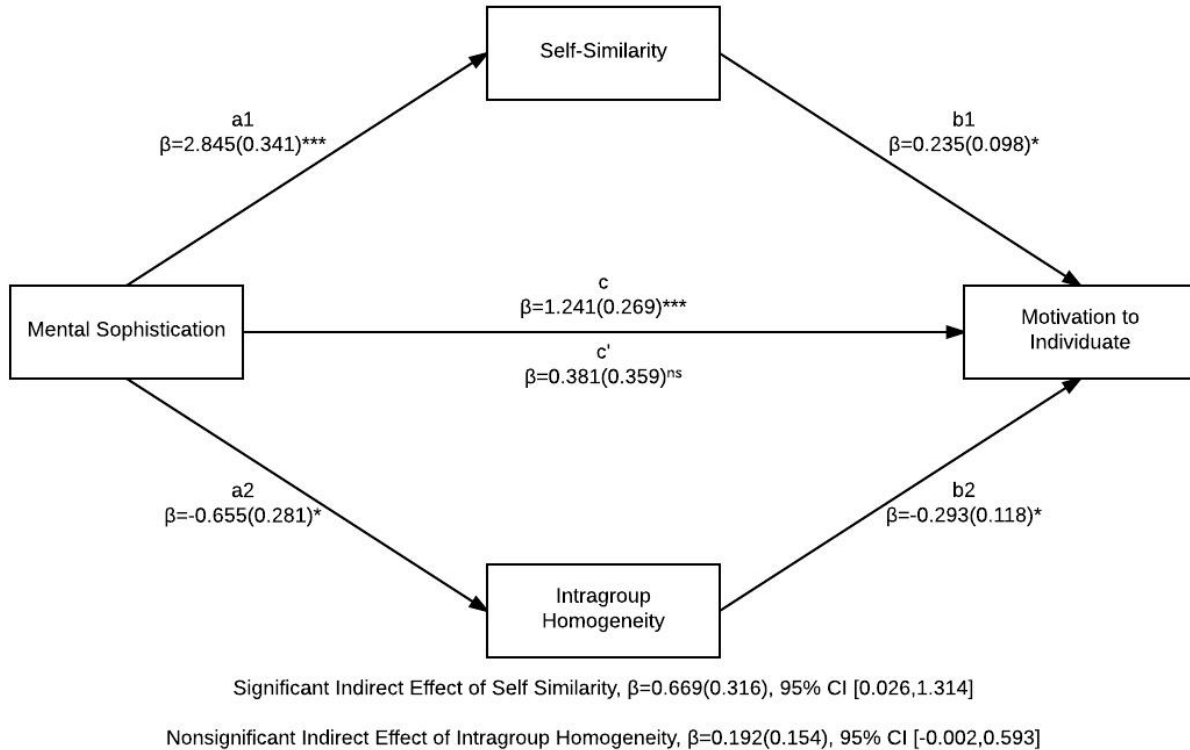 Self-Similarity
a1
β=2.845(0.341)***
b1
β=0.235(0.098)*
Mental Sophistication
c
β=1.241(0.269)***
c'
β=0.381(0.359)ⁿˢ
Motivation to
Individuate
a2
β=-0.655(0.281)*
b2
β=-0.293(0.118)*
Intragroup
Homogeneity
Significant Indirect Effect of Self Similarity, β=0.669(0.316), 95% CI [0.026,1.314]
Nonsignificant Indirect Effect of Intragroup Homogeneity, β=0.192(0.154), 95% CI [-0.002,0.593]